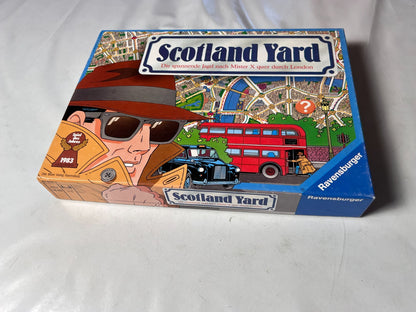 Scotland Yard
Die spannende Jagd nach Mister X quer durch London
?
Spiel
des
Jahres
1983
Ravensburger
Scotland Yard
Ravensburger